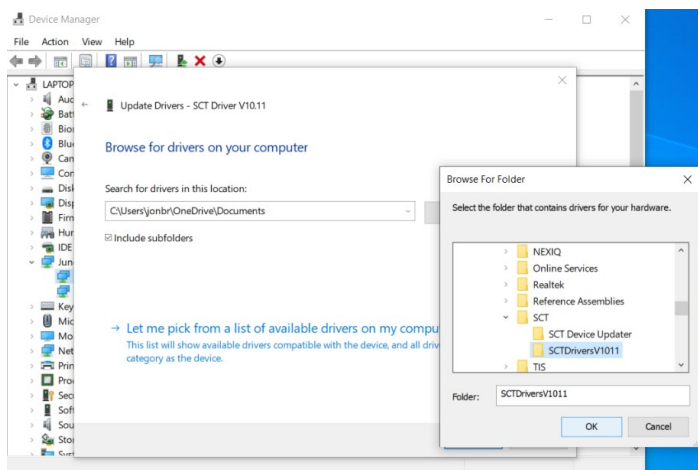 Device Manager
File Action View Help
LAPTOP
Aud
Batt
Bior
Blue
Can
Con
Disk
Disp
Firn
Hur
IDE
Jun
Key
Mic
Mo
Net
Prin
Pro
Sec
Soft
Sou
Stor
Syst
Update Drivers - SCT Driver V10.11
Browse for drivers on your computer
Search for drivers in this location:
C:\Users\jonbr\OneDrive\Documents
Include subfolders
Let me pick from a list of available drivers on my compu
This list will show available drivers compatible with the device, and all driv
category as the device.
Browse For Folder
Select the folder that contains drivers for your hardware.
NEXIQ
Online Services
Realtek
Reference Assemblies
SCT
SCT Device Updater
SCTDriversV1011
TIS
Folder: SCTDriversV1011
OK Cancel